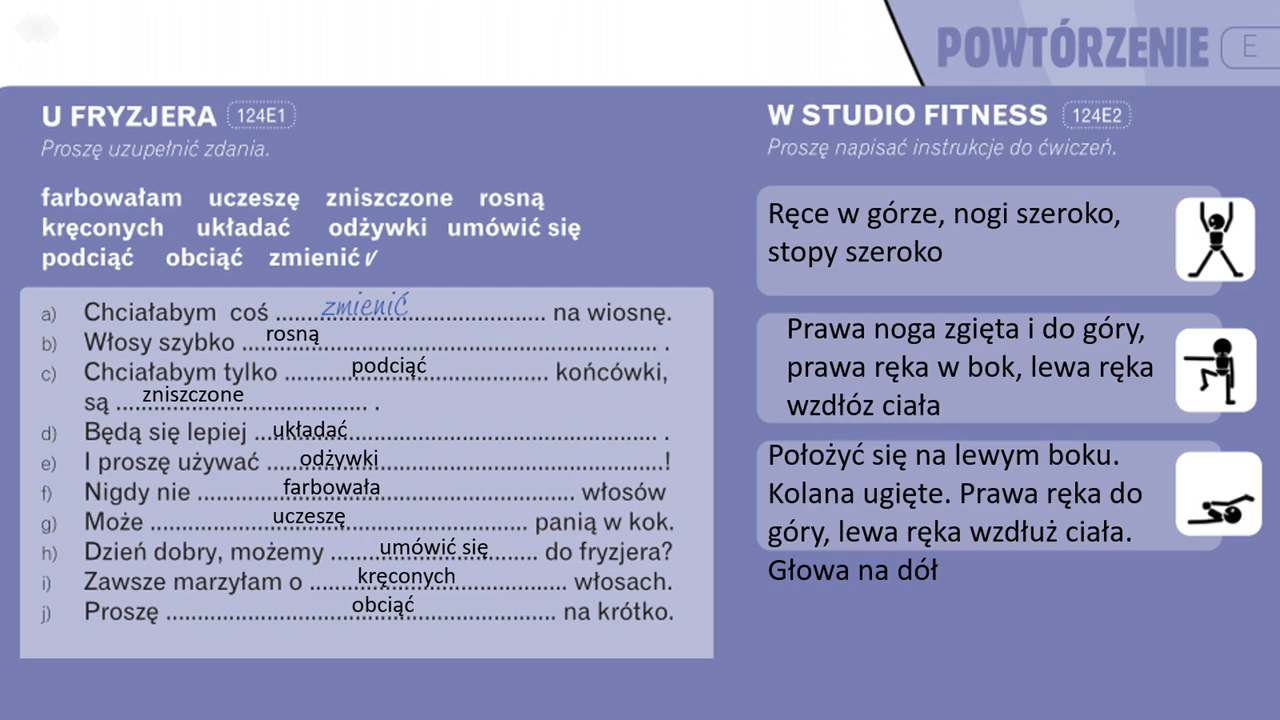 POWTÓRZENIE E
U FRYZJERA 124E1
Proszę uzupełnić zdania.
farbowałam uczeszę zniszczone rosną
kręconych układać odżywki umówić się
podciąć obciąć zmienić ✓
a) Chciałabym coś ......zmienić...... na wiosnę.
b) Włosy szybko ......rosną...... .
c) Chciałabym tylko ......podciąć...... końcówki,
są ......zniszczone...... .
d) Będą się lepiej ......układać...... .
e) I proszę używać ......odżywki......!
f) Nigdy nie ......farbowała...... włosów
g) Może ......uczeszę...... panią w kok.
h) Dzień dobry, możemy ......umówić się...... do fryzjera?
i) Zawsze marzyłam o ......kręconych...... włosach.
j) Proszę ......obciąć...... na krótko.
W STUDIO FITNESS 124E2
Proszę napisać instrukcje do ćwiczeń.
Ręce w górze, nogi szeroko,
stopy szeroko
Prawa noga zgięta i do góry,
prawa ręka w bok, lewa ręka
wzdłóz ciała
Położyć się na lewym boku.
Kolana ugięte. Prawa ręka do
góry, lewa ręka wzdłuż ciała.
Głowa na dół